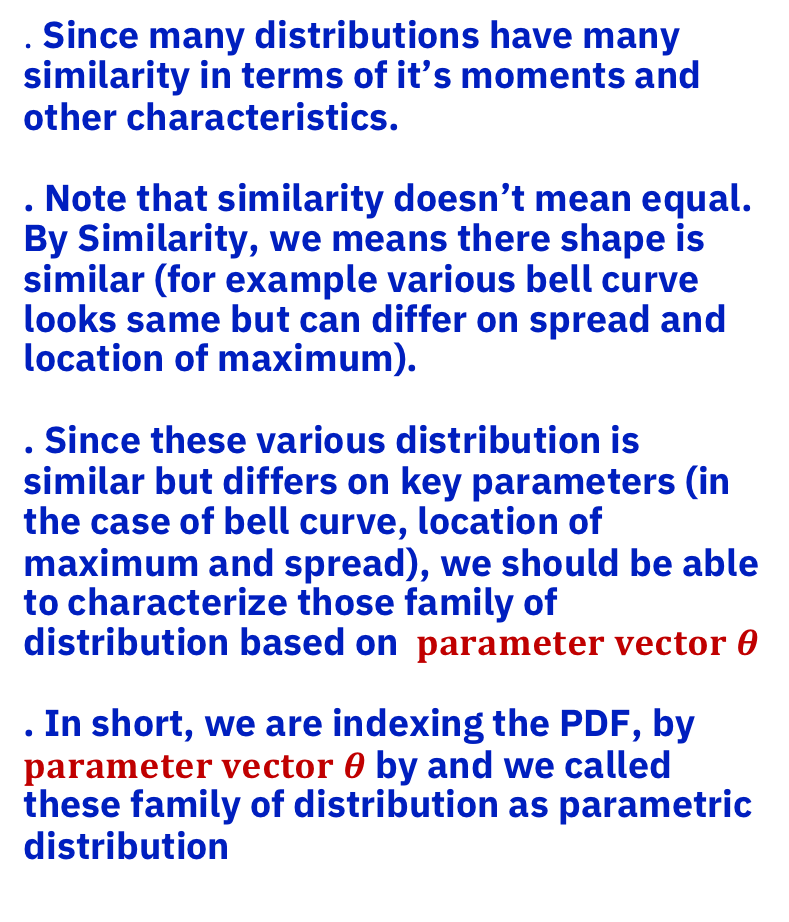 . Since many distributions have many
similarity in terms of it’s moments and
other characteristics.
. Note that similarity doesn’t mean equal.
By Similarity, we means there shape is
similar (for example various bell curve
looks same but can differ on spread and
location of maximum).
. Since these various distribution is
similar but differs on key parameters (in
the case of bell curve, location of
maximum and spread), we should be able
to characterize those family of
distribution based on parameter vector θ
. In short, we are indexing the PDF, by
parameter vector θ by and we called
these family of distribution as parametric
distribution